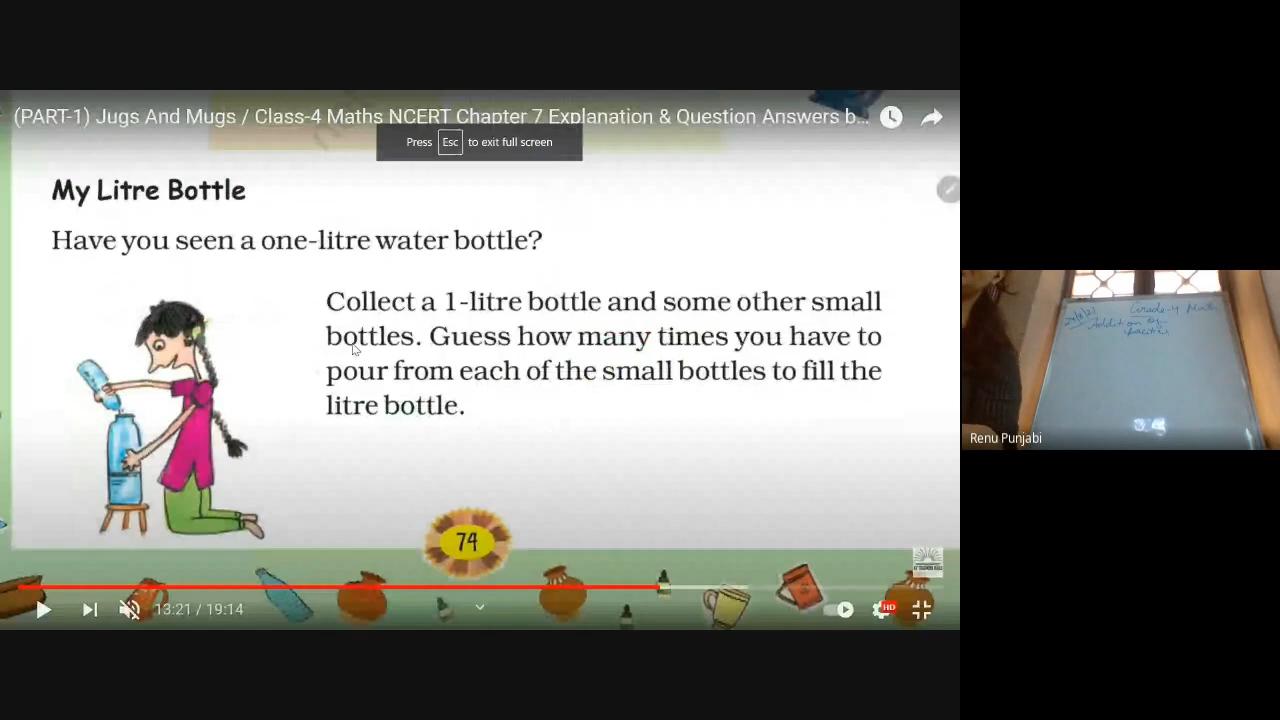 (PART-1) Jugs And Mugs / Class-4 Maths NCERT Chapter 7 Explanation & Question Answers b...
Press Esc to exit full screen
My Litre Bottle
Have you seen a one-litre water bottle?
Collect a 1-litre bottle and some other small
bottles. Guess how many times you have to
pour from each of the small bottles to fill the
litre bottle.
74
13:21 / 19:14
HD
Grade-4 Math
Addition of
Renu Punjabi